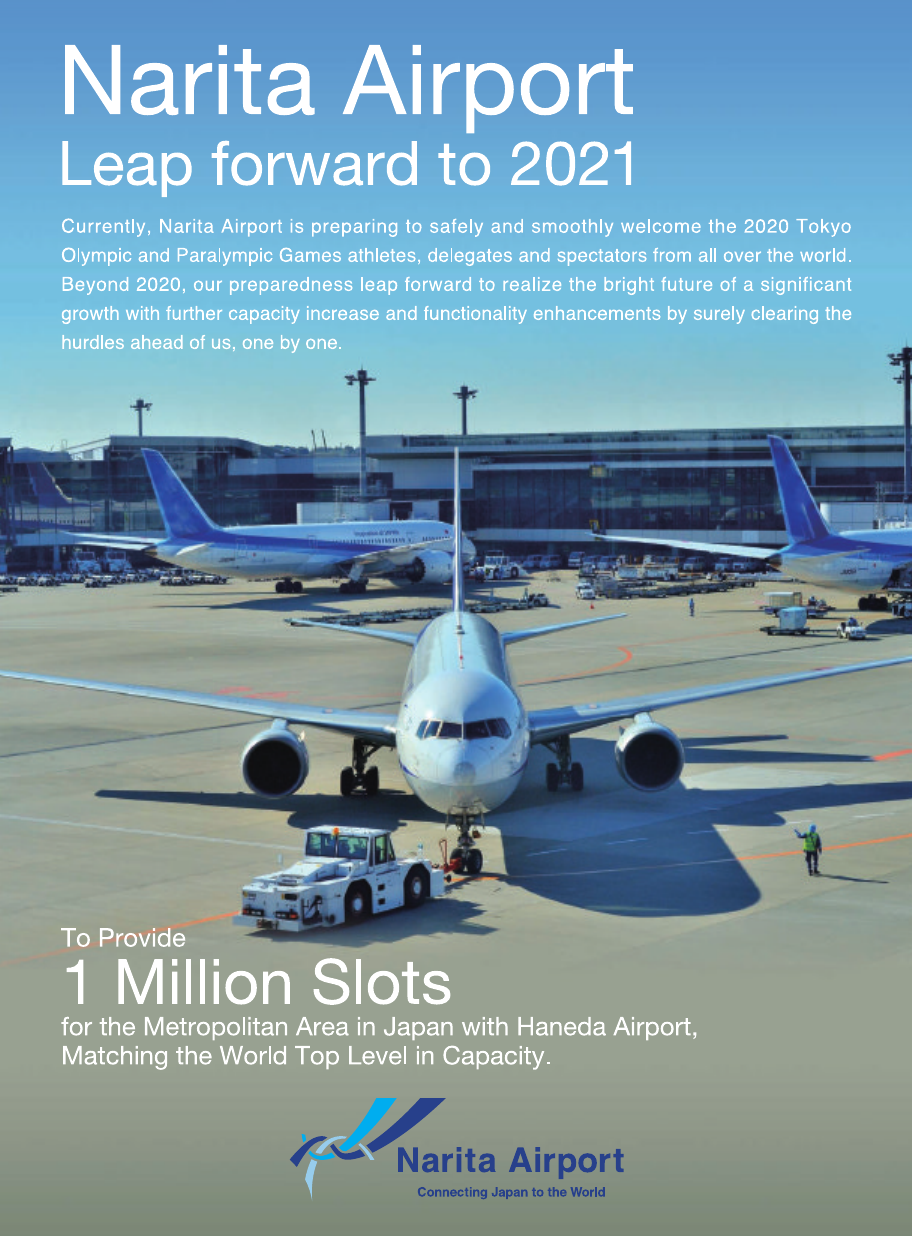 Narita Airport
Leap forward to 2021
Currently, Narita Airport is preparing to safely and smoothly welcome the 2020 Tokyo
Olympic and Paralympic Games athletes, delegates and spectators from all over the world.
Beyond 2020, our preparedness leap forward to realize the bright future of a significant
growth with further capacity increase and functionality enhancements by surely clearing the
hurdles ahead of us, one by one.
To Provide
1 Million Slots
for the Metropolitan Area in Japan with Haneda Airport,
Matching the World Top Level in Capacity.
Narita Airport
Connecting Japan to the World